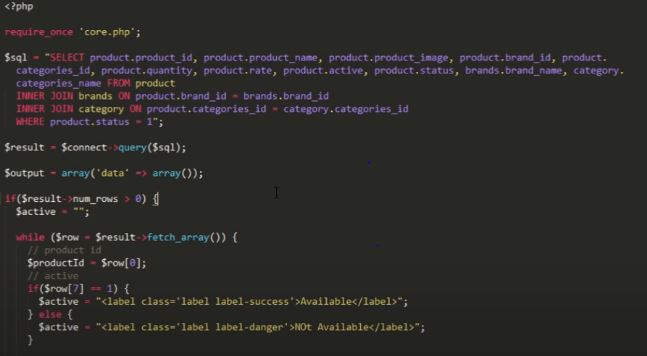 <?php
require_once 'core.php';
$sql = "SELECT product.product_id, product.product_name, product.product_image, product.brand_id, product.
categories_id, product.quantity, product.rate, product.active, product.status, brands.brand_name, category.
categories_name FROM product
INNER JOIN brands ON product.brand_id = brands.brand_id
INNER JOIN category ON product.categories_id = category.categories_id
WHERE product.status = 1";
$result = $connect->query($sql);
$output = array('data' => array());
if($result->num_rows > 0) {
$active = "";
while ($row = $result->fetch_array()) {
// product id
$productId = $row[0];
// active
if($row[7] == 1) {
$active = "<label class='label label-success'>Available</label>";
} else {
$active = "<label class='label label-danger'>NOt Available</label>";
}